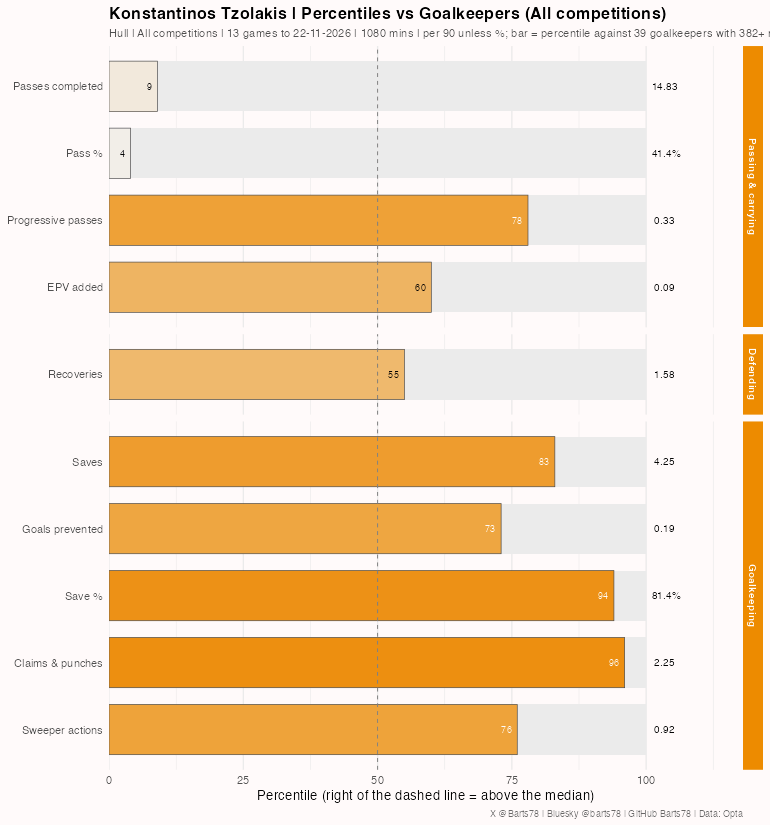 Konstantinos Tzolakis | Percentiles vs Goalkeepers (All competitions)
Hull | All competitions | 13 games to 22-11-2026 | 1080 mins | per 90 unless %; bar = percentile against 39 goalkeepers with 382+
Passes completed 9 14.83
Pass % 4 41.4%
Progressive passes 78 0.33
EPV added 60 0.09
Passing & carrying
Recoveries 55 1.58
Defending
Saves 83 4.25
Goals prevented 73 0.19
Save % 94 81.4%
Claims & punches 96 2.25
Sweeper actions 76 0.92
Goalkeeping
0 25 50 75 100
Percentile (right of the dashed line = above the median)
X @Barts78 | Bluesky @barts78 | GitHub Barts78 | Data: Opta